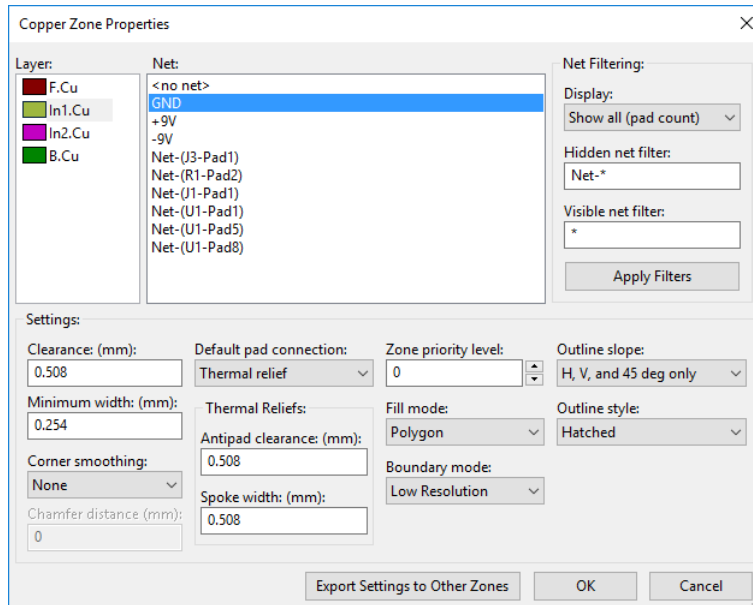 Copper Zone Properties
Layer:
F.Cu
In1.Cu
In2.Cu
B.Cu
Net:
<no net>
GND
+9V
-9V
Net-(J3-Pad1)
Net-(R1-Pad2)
Net-(J1-Pad1)
Net-(U1-Pad1)
Net-(U1-Pad5)
Net-(U1-Pad8)
Net Filtering:
Display:
Show all (pad count)
Hidden net filter:
Net-*
Visible net filter:
*
Apply Filters
Settings:
Clearance: (mm):
0.508
Minimum width: (mm):
0.254
Corner smoothing:
None
Chamfer distance (mm):
0
Default pad connection:
Thermal relief
Thermal Reliefs:
Antipad clearance: (mm):
0.508
Spoke width: (mm):
0.508
Zone priority level:
0
Fill mode:
Polygon
Boundary mode:
Low Resolution
Outline slope:
H, V, and 45 deg only
Outline style:
Hatched
Export Settings to Other Zones
OK
Cancel